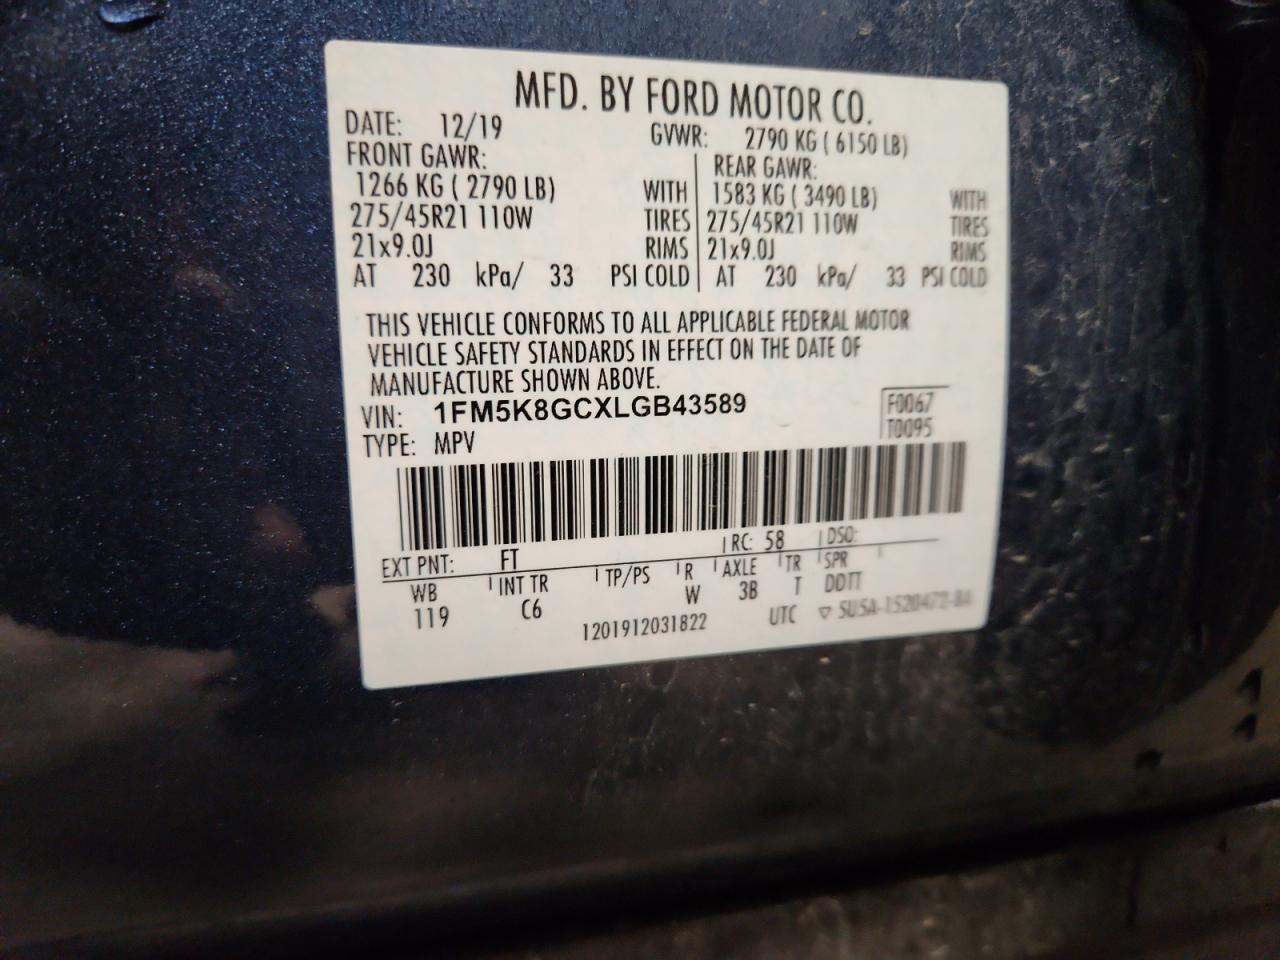 MFD. BY FORD MOTOR CO.
DATE: 12/19 GVWR: 2790 KG ( 6150 LB)
FRONT GAWR: REAR GAWR:
1266 KG ( 2790 LB) WITH 1583 KG ( 3490 LB) WITH
275/45R21 110W TIRES 275/45R21 110W TIRES
21x9.0J RIMS 21x9.0J RIMS
AT 230 kPa/ 33 PSI COLD AT 230 kPa/ 33 PSI COLD
THIS VEHICLE CONFORMS TO ALL APPLICABLE FEDERAL MOTOR
VEHICLE SAFETY STANDARDS IN EFFECT ON THE DATE OF
MANUFACTURE SHOWN ABOVE.
VIN: 1FM5K8GCXLGB43589 F0067
TYPE: MPV T0095
EXT PNT: FT RC: 58 DSO:
WB INT TR TP/PS R AXLE TR SPR
119 C6 W 3B T DDTT
1201912031822 UTC ▽ 5U5A-1520472-BA